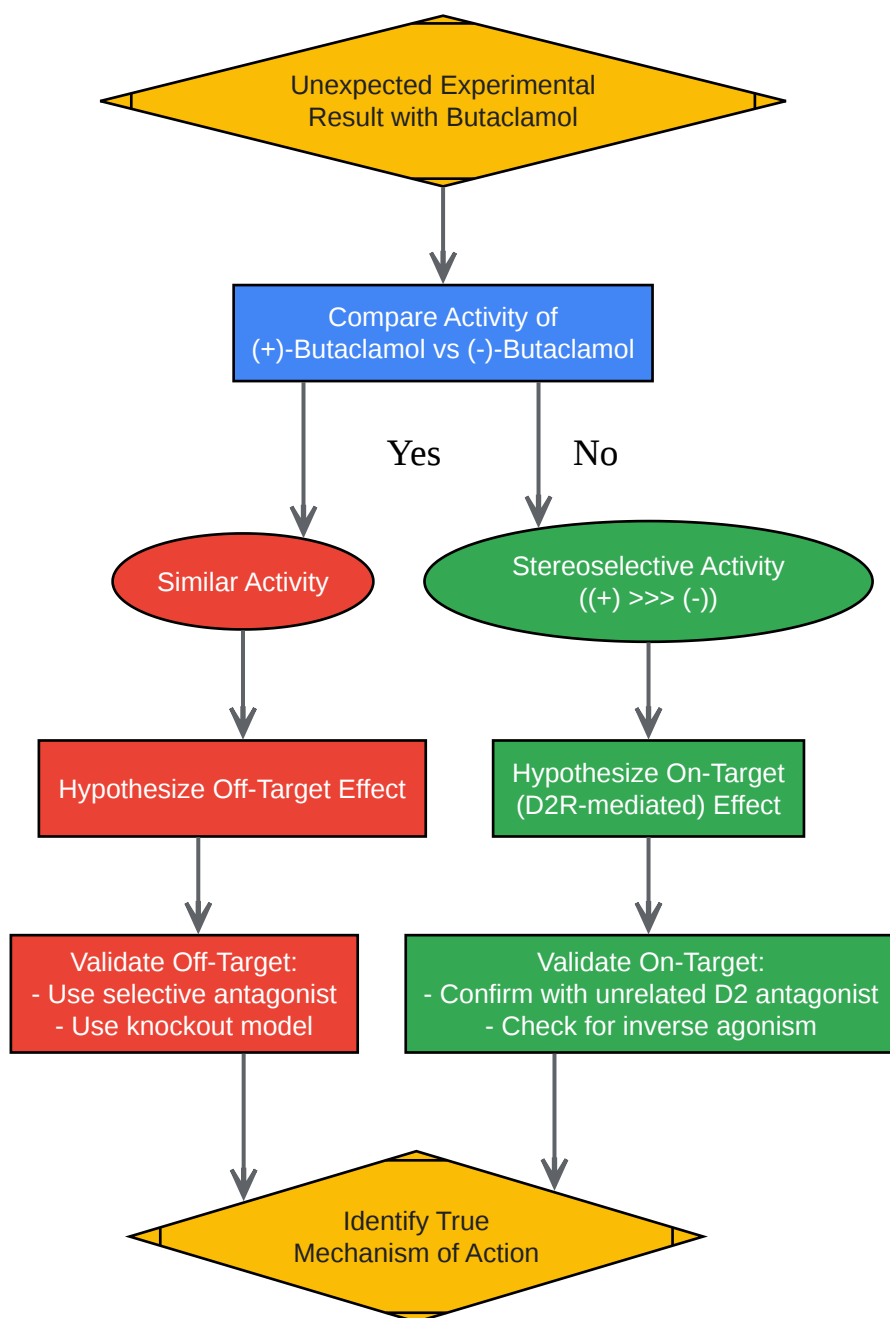 Unexpected Experimental
Result with Butaclamol
Compare Activity of
(+)-Butaclamol vs (-)-Butaclamol
Yes
No
Similar Activity
Stereoselective Activity
((+) >>> (-))
Hypothesize Off-Target Effect
Hypothesize On-Target
(D2R-mediated) Effect
Validate Off-Target:
- Use selective antagonist
- Use knockout model
Validate On-Target:
- Confirm with unrelated D2 antagonist
- Check for inverse agonism
Identify True
Mechanism of Action